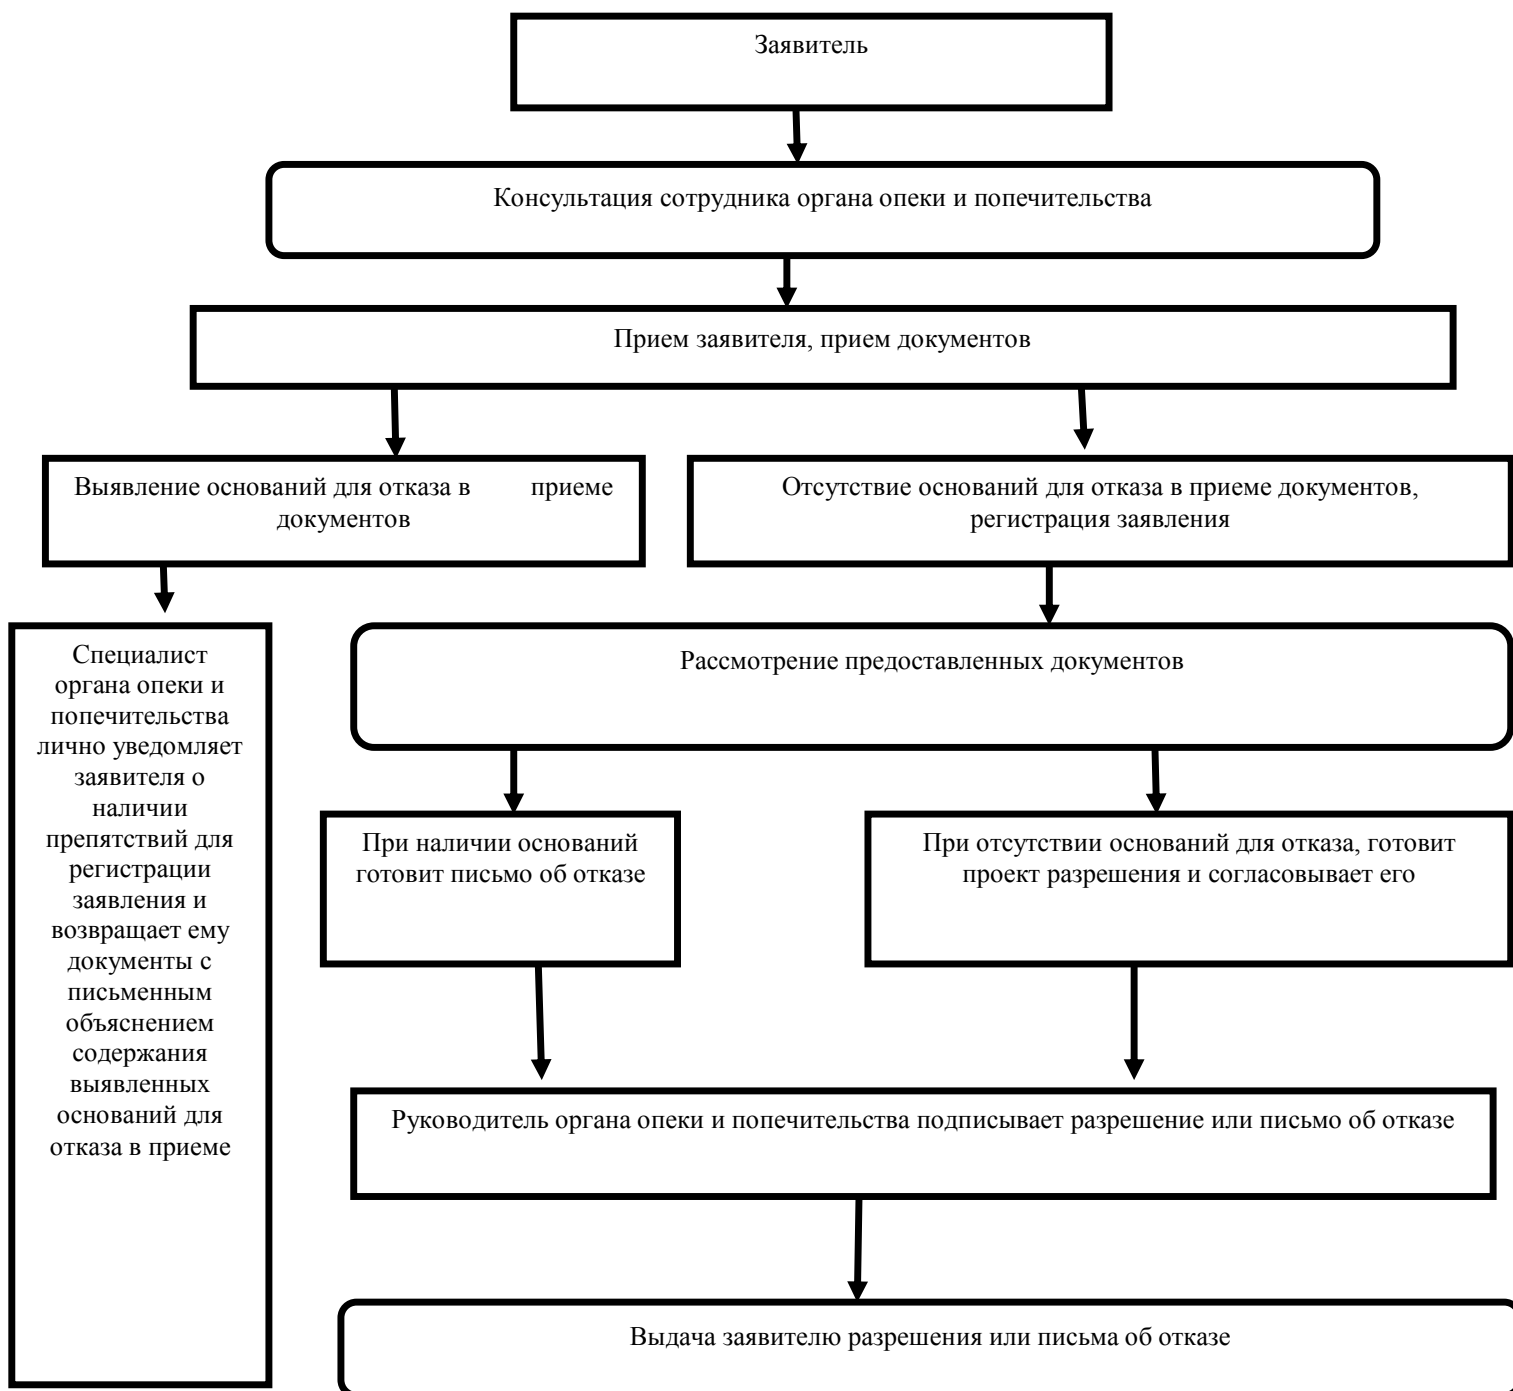 Заявитель
Консультация сотрудника органа опеки и попечительства
Прием заявителя, прием документов
Выявление оснований для отказа в приеме
документов
Отсутствие оснований для отказа в приеме документов,
регистрация заявления
Специалист
органа опеки и
попечительства
лично уведомляет
заявителя о
наличии
препятствий для
регистрации
заявления и
возвращает ему
документы с
письменным
объяснением
содержания
выявленных
оснований для
отказа в приеме
Рассмотрение предоставленных документов
При наличии оснований
готовит письмо об отказе
При отсутствии оснований для отказа, готовит
проект разрешения и согласовывает его
Руководитель органа опеки и попечительства подписывает разрешение или письмо об отказе
Выдача заявителю разрешения или письма об отказе